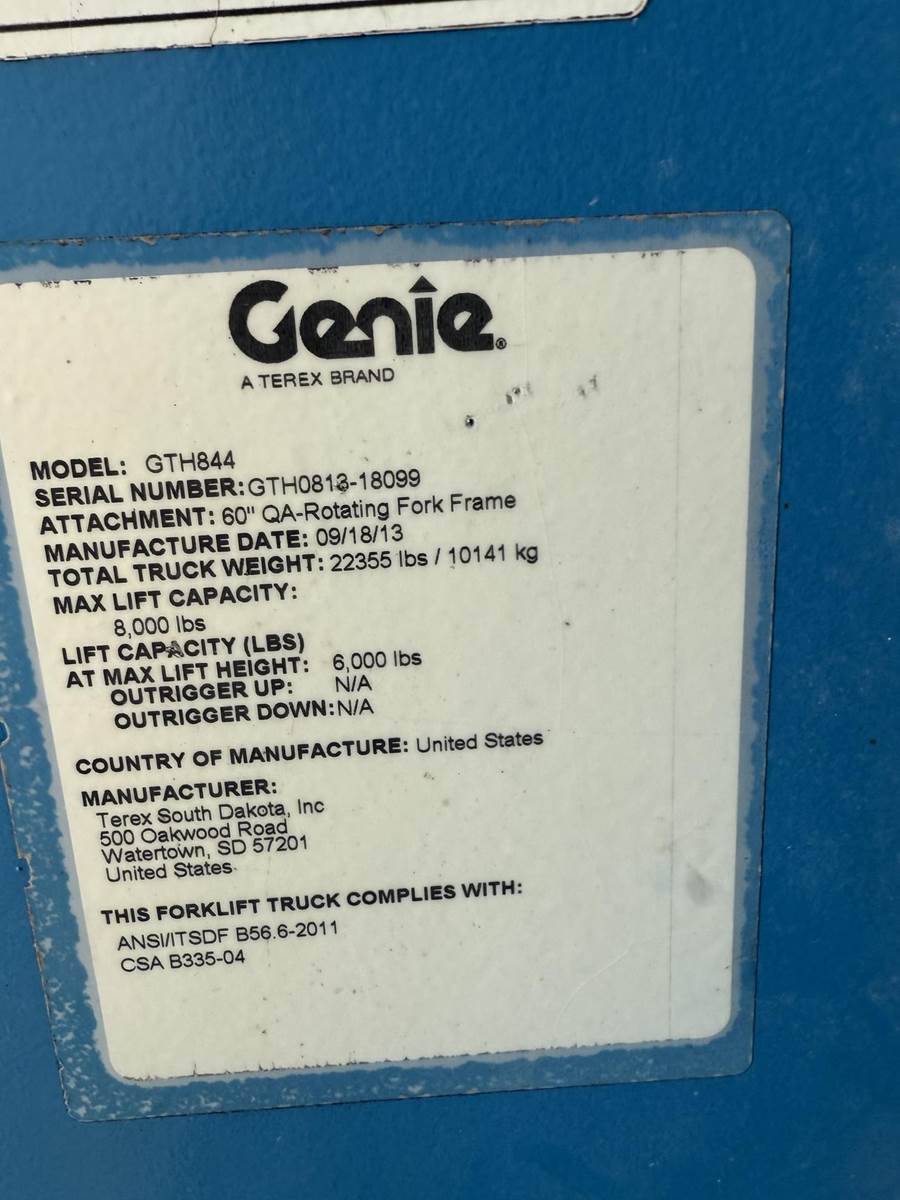 Genie®
A TEREX BRAND
MODEL: GTH844
SERIAL NUMBER:GTH0813-18099
ATTACHMENT: 60" QA-Rotating Fork Frame
MANUFACTURE DATE: 09/18/13
TOTAL TRUCK WEIGHT: 22355 lbs / 10141 kg
MAX LIFT CAPACITY:
8,000 lbs
LIFT CAPACITY (LBS)
AT MAX LIFT HEIGHT: 6,000 lbs
OUTRIGGER UP: N/A
OUTRIGGER DOWN:N/A
COUNTRY OF MANUFACTURE: United States
MANUFACTURER:
Terex South Dakota, Inc
500 Oakwood Road
Watertown, SD 57201
United States
THIS FORKLIFT TRUCK COMPLIES WITH:
ANSI/ITSDF B56.6-2011
CSA B335-04